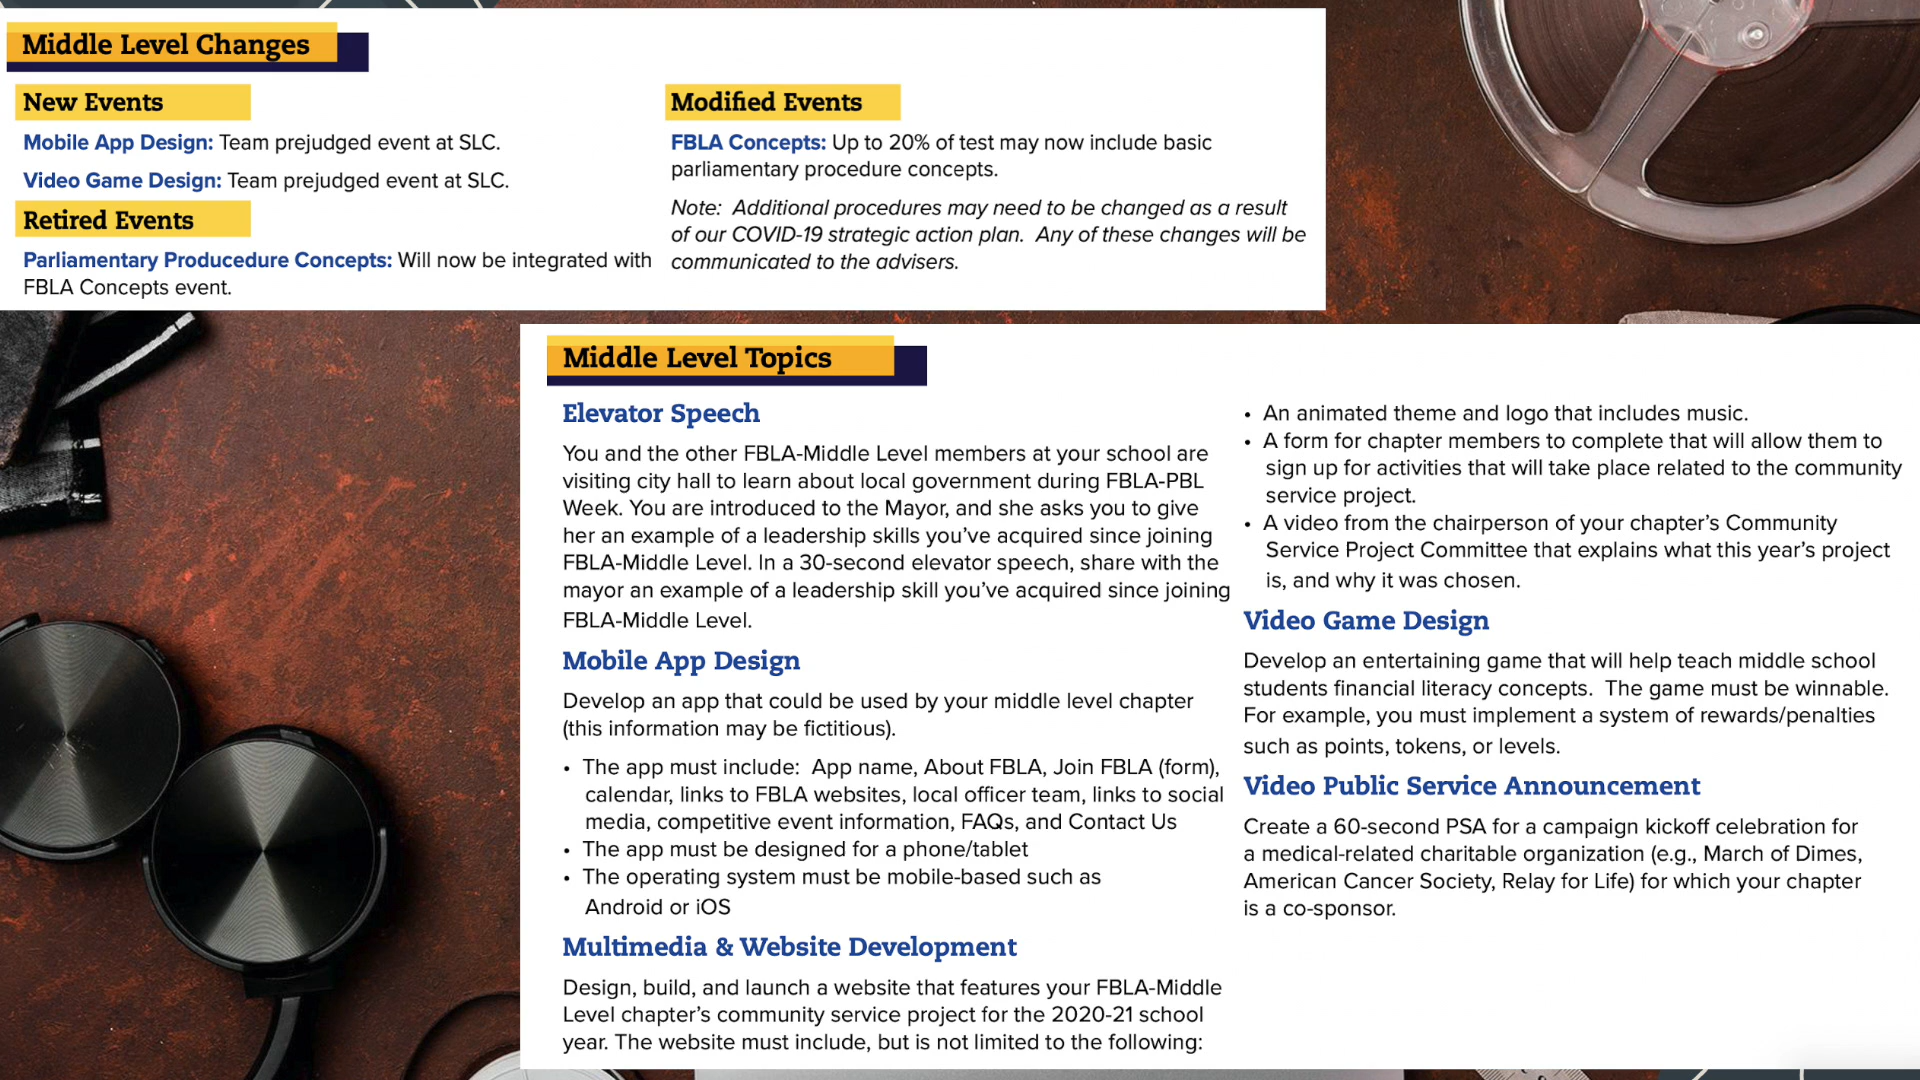 Middle Level Changes
New Events
Mobile App Design: Team prejudged event at SLC.
Video Game Design: Team prejudged event at SLC.
Retired Events
Parliamentary Producedure Concepts: Will now be integrated with
FBLA Concepts event.
Modified Events
FBLA Concepts: Up to 20% of test may now include basic
parliamentary procedure concepts.
Note: Additional procedures may need to be changed as a result
of our COVID-19 strategic action plan. Any of these changes will be
communicated to the advisers.
Middle Level Topics
Elevator Speech
You and the other FBLA-Middle Level members at your school are
visiting city hall to learn about local government during FBLA-PBL
Week. You are introduced to the Mayor, and she asks you to give
her an example of a leadership skills you've acquired since joining
FBLA-Middle Level. In a 30-second elevator speech, share with the
mayor an example of a leadership skill you've acquired since joining
FBLA-Middle Level.
Mobile App Design
Develop an app that could be used by your middle level chapter
(this information may be fictitious).
• The app must include: App name, About FBLA, Join FBLA (form),
calendar, links to FBLA websites, local officer team, links to social
media, competitive event information, FAQs, and Contact Us
• The app must be designed for a phone/tablet
• The operating system must be mobile-based such as
Android or iOS
Multimedia & Website Development
Design, build, and launch a website that features your FBLA-Middle
Level chapter's community service project for the 2020-21 school
year. The website must include, but is not limited to the following:
• An animated theme and logo that includes music.
• A form for chapter members to complete that will allow them to
sign up for activities that will take place related to the community
service project.
• A video from the chairperson of your chapter's Community
Service Project Committee that explains what this year's project
is, and why it was chosen.
Video Game Design
Develop an entertaining game that will help teach middle school
students financial literacy concepts. The game must be winnable.
For example, you must implement a system of rewards/penalties
such as points, tokens, or levels.
Video Public Service Announcement
Create a 60-second PSA for a campaign kickoff celebration for
a medical-related charitable organization (e.g., March of Dimes,
American Cancer Society, Relay for Life) for which your chapter
is a co-sponsor.